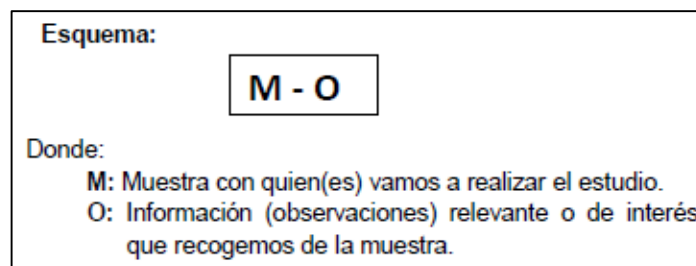 Esquema:
M - O
Donde:
M: Muestra con quien(es) vamos a realizar el estudio.
O: Información (observaciones) relevante o de interés
que recogemos de la muestra.